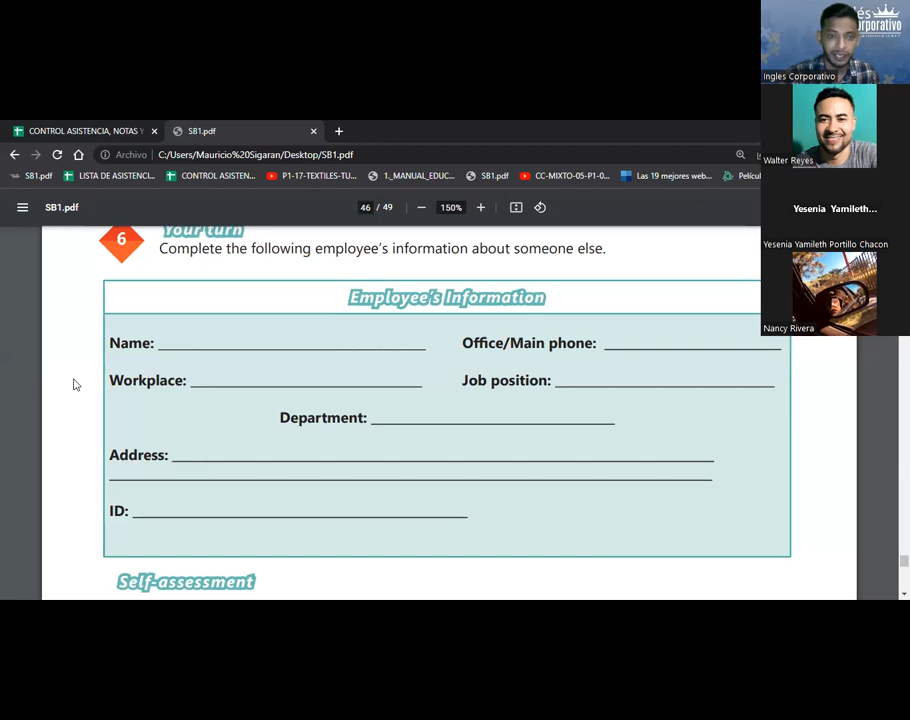 CONTROL ASISTENCIA, NOTAS Y
SB1.pdf
Archivo C:/Users/Mauricio%20Sigaran/Desktop/SB1.pdf
SB1.pdf LISTA DE ASISTENCI... CONTROL ASISTEN... P1-17-TEXTILES-TU... 1._MANUAL_EDUC... SB1.pdf CC-MIXTO-05-P1-0... Las 19 mejores web... Pelícu
SB1.pdf 46 / 49 150%
6 Your turn
Complete the following employee's information about someone else.
Employee's Information
Name: Office/Main phone:
Workplace: Job position:
Department:
Address:
ID:
Self-assessment
Ingles Corporativo
Walter Reyes
Yesenia Yamileth...
Yesenia Yamileth Portillo Chacon
Nancy Rivera